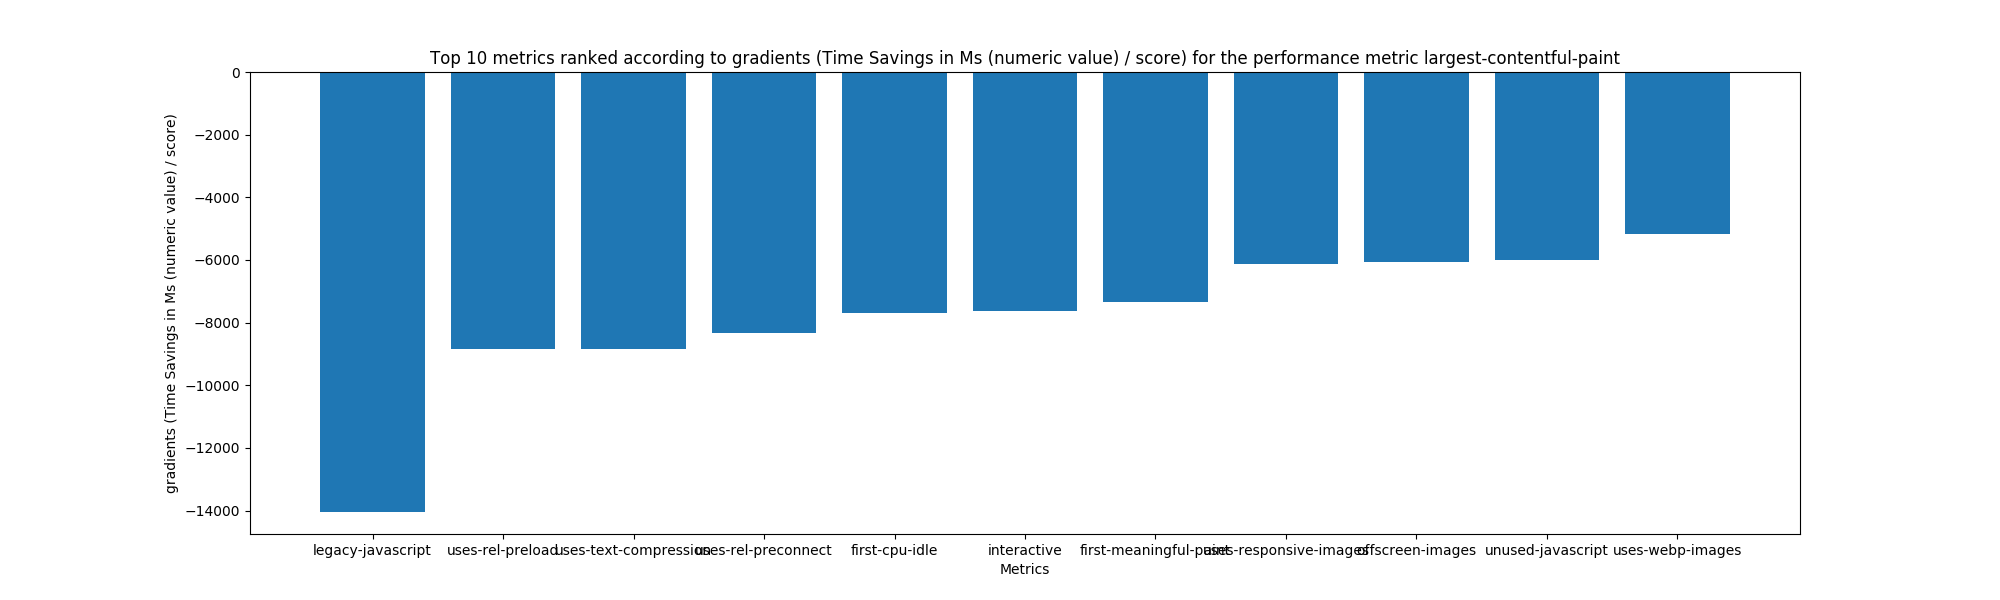 Top 10 metrics ranked according to gradients (Time Savings in Ms (numeric value) / score) for the performance metric largest-contentful-paint
gradients (Time Savings in Ms (numeric value) / score)
0
−2000
−4000
−6000
−8000
−10000
−12000
−14000
legacy-javascript uses-rel-preload uses-text-compression uses-rel-preconnect first-cpu-idle interactive first-meaningful-paint uses-responsive-images offscreen-images unused-javascript uses-webp-images
Metrics